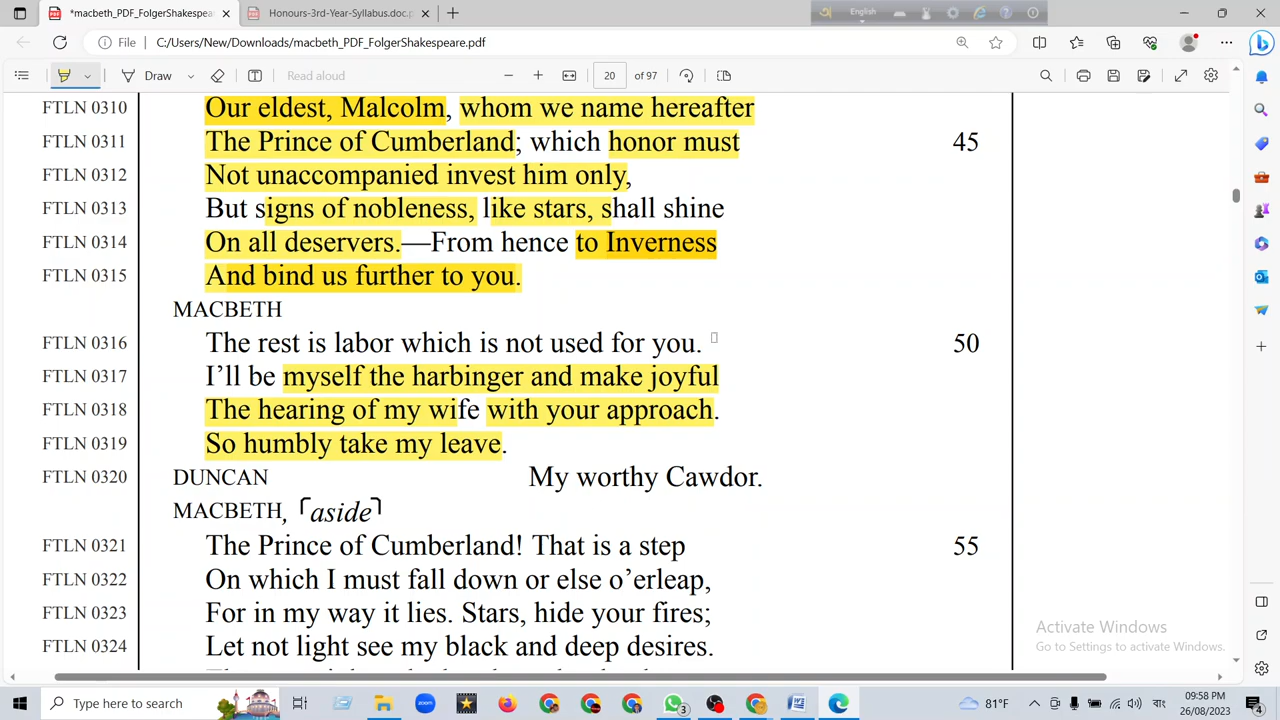 *macbeth_PDF_FolgerShakespea
Honours-3rd-Year-Syllabus.doc.p
English
File
C:/Users/New/Downloads/macbeth_PDF_FolgerShakespeare.pdf
Draw
Read aloud
20 of 97
FTLN 0310 Our eldest, Malcolm, whom we name hereafter
FTLN 0311 The Prince of Cumberland; which honor must 45
FTLN 0312 Not unaccompanied invest him only,
FTLN 0313 But signs of nobleness, like stars, shall shine
FTLN 0314 On all deservers.—From hence to Inverness
FTLN 0315 And bind us further to you.
MACBETH
FTLN 0316 The rest is labor which is not used for you. 50
FTLN 0317 I’ll be myself the harbinger and make joyful
FTLN 0318 The hearing of my wife with your approach.
FTLN 0319 So humbly take my leave.
FTLN 0320 DUNCAN My worthy Cawdor.
MACBETH, ⌜aside⌝
FTLN 0321 The Prince of Cumberland! That is a step 55
FTLN 0322 On which I must fall down or else o’erleap,
FTLN 0323 For in my way it lies. Stars, hide your fires;
FTLN 0324 Let not light see my black and deep desires.
Activate Windows
Go to Settings to activate Windows.
Type here to search
3
81°F
বাং
09:58 PM
26/08/2023
4